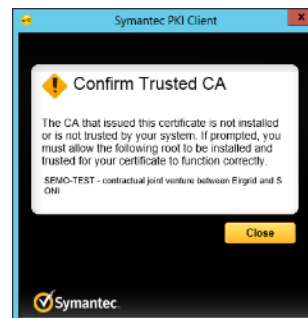 Symantec PKI Client
x
Confirm Trusted CA
The CA that issued this certificate is not installed
or is not trusted by your system. If prompted, you
must allow the following root to be installed and
trusted for your certificate to function correctly.
SEMO-TEST - contractual joint venture between Eirgrid and S
ONI
Close
Symantec.